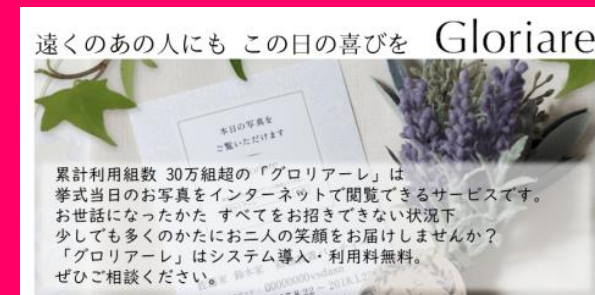 遠くのあの人にも この日の喜びを Gloriare
本日の写真を
ご覧いただけます
累計利用組数 30万組超の「グロリアーレ」は
挙式当日のお写真をインターネットで閲覧できるサービスです。
お世話になったかた すべてをお招きできない状況下
少しでも多くのかたにお二人の笑顔をお届けしませんか？
「グロリアーレ」はシステム導入・利用料無料。
ぜひご相談ください。
鈴木家